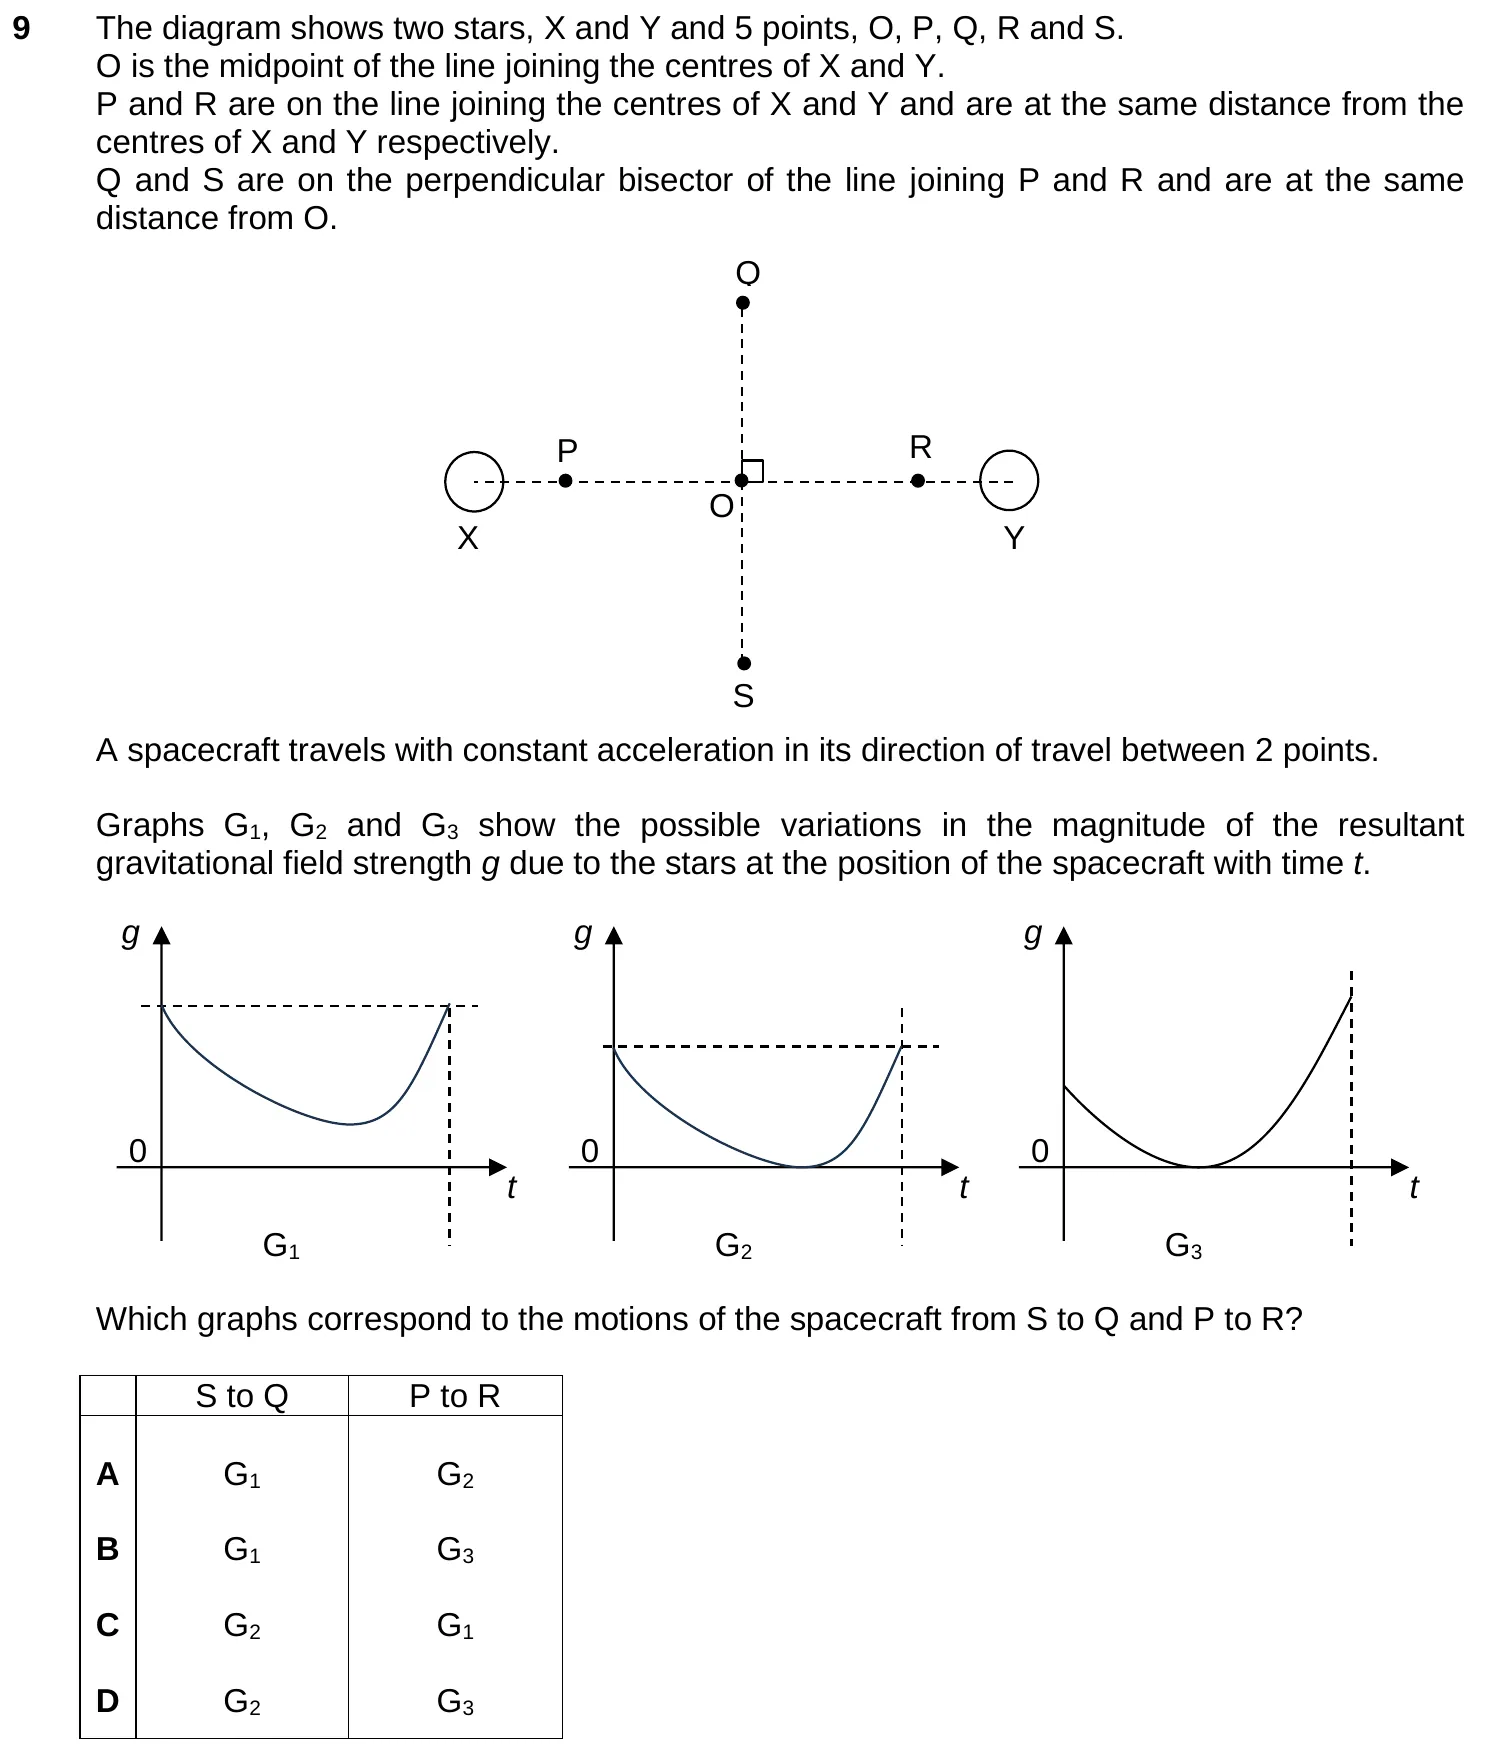 9 The diagram shows two stars, X and Y and 5 points, O, P, Q, R and S.
O is the midpoint of the line joining the centres of X and Y.
P and R are on the line joining the centres of X and Y and are at the same distance from the
centres of X and Y respectively.
Q and S are on the perpendicular bisector of the line joining P and R and are at the same
distance from O.
Q
P R
O
X Y
S
A spacecraft travels with constant acceleration in its direction of travel between 2 points.
Graphs G₁, G₂ and G₃ show the possible variations in the magnitude of the resultant
gravitational field strength g due to the stars at the position of the spacecraft with time t.
g g g
0 0 0
t t t
G₁ G₂ G₃
Which graphs correspond to the motions of the spacecraft from S to Q and P to R?
S to Q P to R
A G₁ G₂
B G₁ G₃
C G₂ G₁
D G₂ G₃